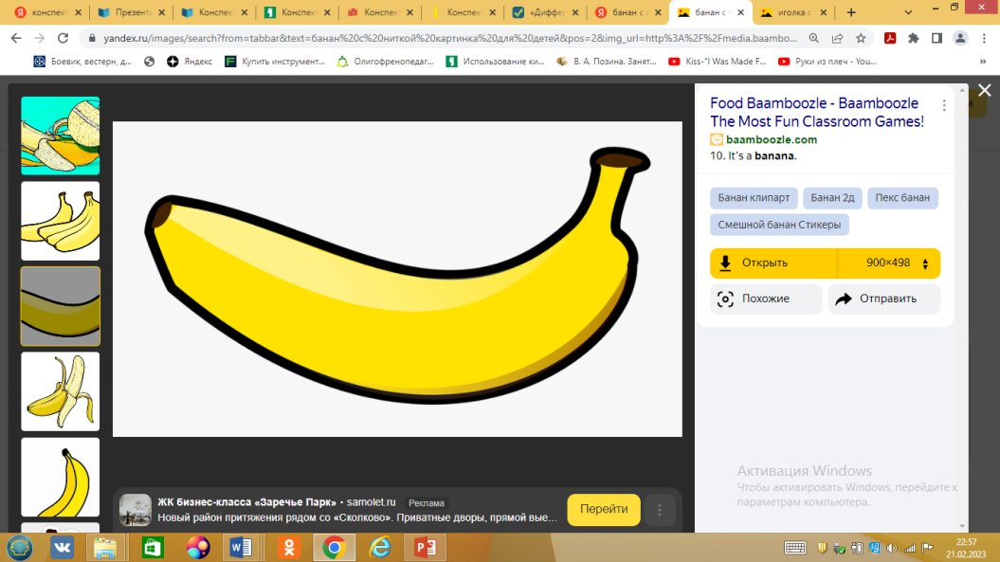 конспект
Презент
Конспек
Конспект
Конспек
Конспект
«Диффер
банан с
банан с
иголка с
yandex.ru/images/search?from=tabbar&text=банан%20с%20ниткой%20картинка%20для%20детей&pos=2&img_url=http%3A%2F%2Fmedia.baambo...
Боевик, вестерн, д...
Яндекс
Купить инструмент...
Олигофренопедаг...
Использование ки...
В. А. Позина. Занят...
Kiss-"I Was Made F...
Руки из плеч - You...
»
Food Baamboozle - Baamboozle
The Most Fun Classroom Games!
baamboozle.com
10. It's a banana.
Банан клипарт
Банан 2д
Пекс банан
Смешной банан Стикеры
Открыть
900×498
Похожие
Отправить
ЖК бизнес-класса «Заречье Парк» • samolet.ru Реклама
Новый район притяжения рядом со «Сколково». Приватные дворы, прямой вые...
Перейти
Активация Windows
Чтобы активировать Windows, перейдите к
параметрам компьютера.
22:57
21.02.2023